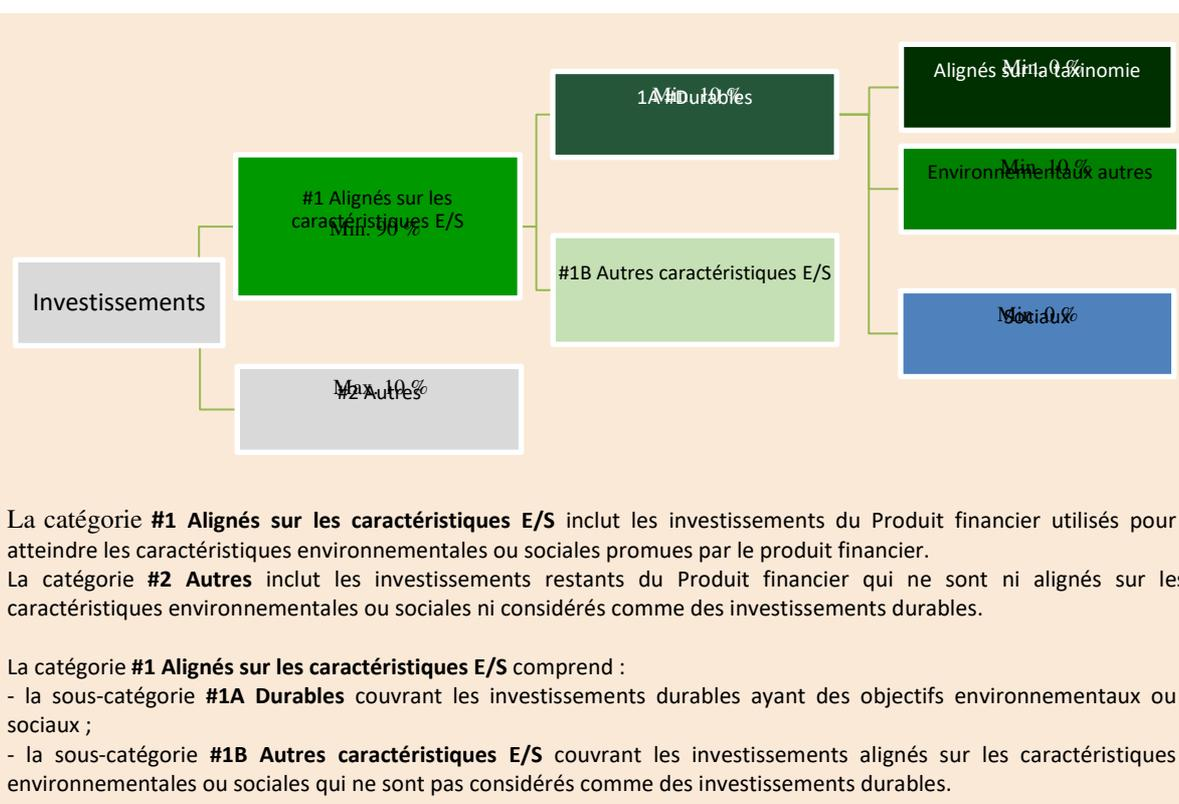 Investissements
#1 Alignés sur les
caractéristiques E/S
Min. 90 %
Max. 10 %
#2 Autres
1A #Durables
Min. 10 %
#1B Autres caractéristiques E/S
Alignés sur la taxinomie
Min. 0 %
Environnementaux autres
Min. 10 %
Sociaux
Min. 0 %
La catégorie #1 Alignés sur les caractéristiques E/S inclut les investissements du Produit financier utilisés pour
atteindre les caractéristiques environnementales ou sociales promues par le produit financier.
La catégorie #2 Autres inclut les investissements restants du Produit financier qui ne sont ni alignés sur les
caractéristiques environnementales ou sociales ni considérés comme des investissements durables.
La catégorie #1 Alignés sur les caractéristiques E/S comprend :
- la sous-catégorie #1A Durables couvrant les investissements durables ayant des objectifs environnementaux ou
sociaux ;
- la sous-catégorie #1B Autres caractéristiques E/S couvrant les investissements alignés sur les caractéristiques
environnementales ou sociales qui ne sont pas considérés comme des investissements durables.